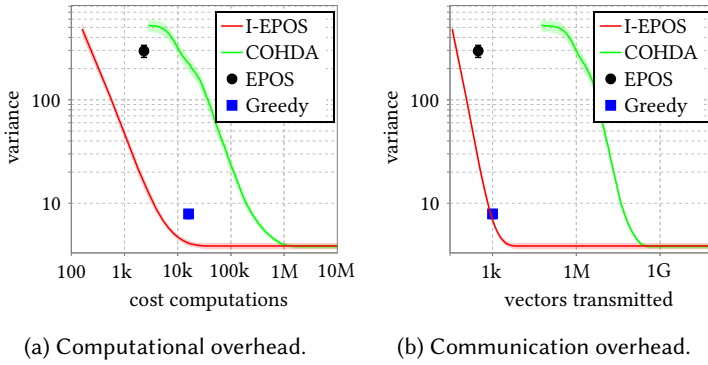 variance
100
10
I-EPOS
COHDA
EPOS
Greedy
100 1k 10k 100k 1M 10M
cost computations
(a) Computational overhead.
variance
100
10
I-EPOS
COHDA
EPOS
Greedy
1k 1M 1G
vectors transmitted
(b) Communication overhead.